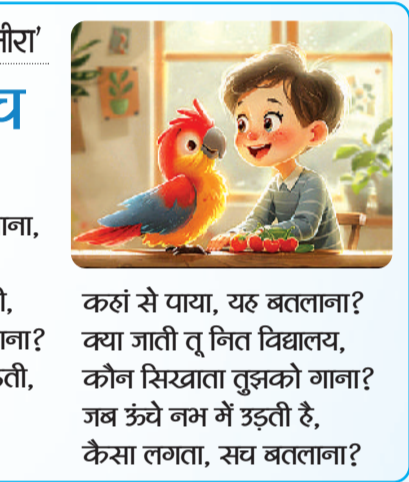 मीरा’
च
ाना,
ी,
ाना?
ड़ती,
कहां से पाया, यह बतलाना?
क्या जाती तू नित विद्यालय,
कौन सिखाता तुझको गाना?
जब ऊंचे नभ में उड़ती है,
कैसा लगता, सच बतलाना?